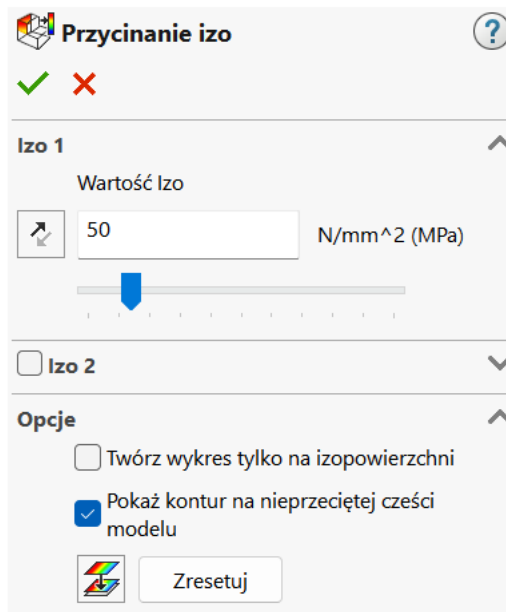 Przycinanie izo
?
Izo 1
Wartość Izo
50 N/mm^2 (MPa)
Izo 2
Opcje
Twórz wykres tylko na izopowierzchni
Pokaż kontur na nieprzeciętej cześci
modelu
Zresetuj